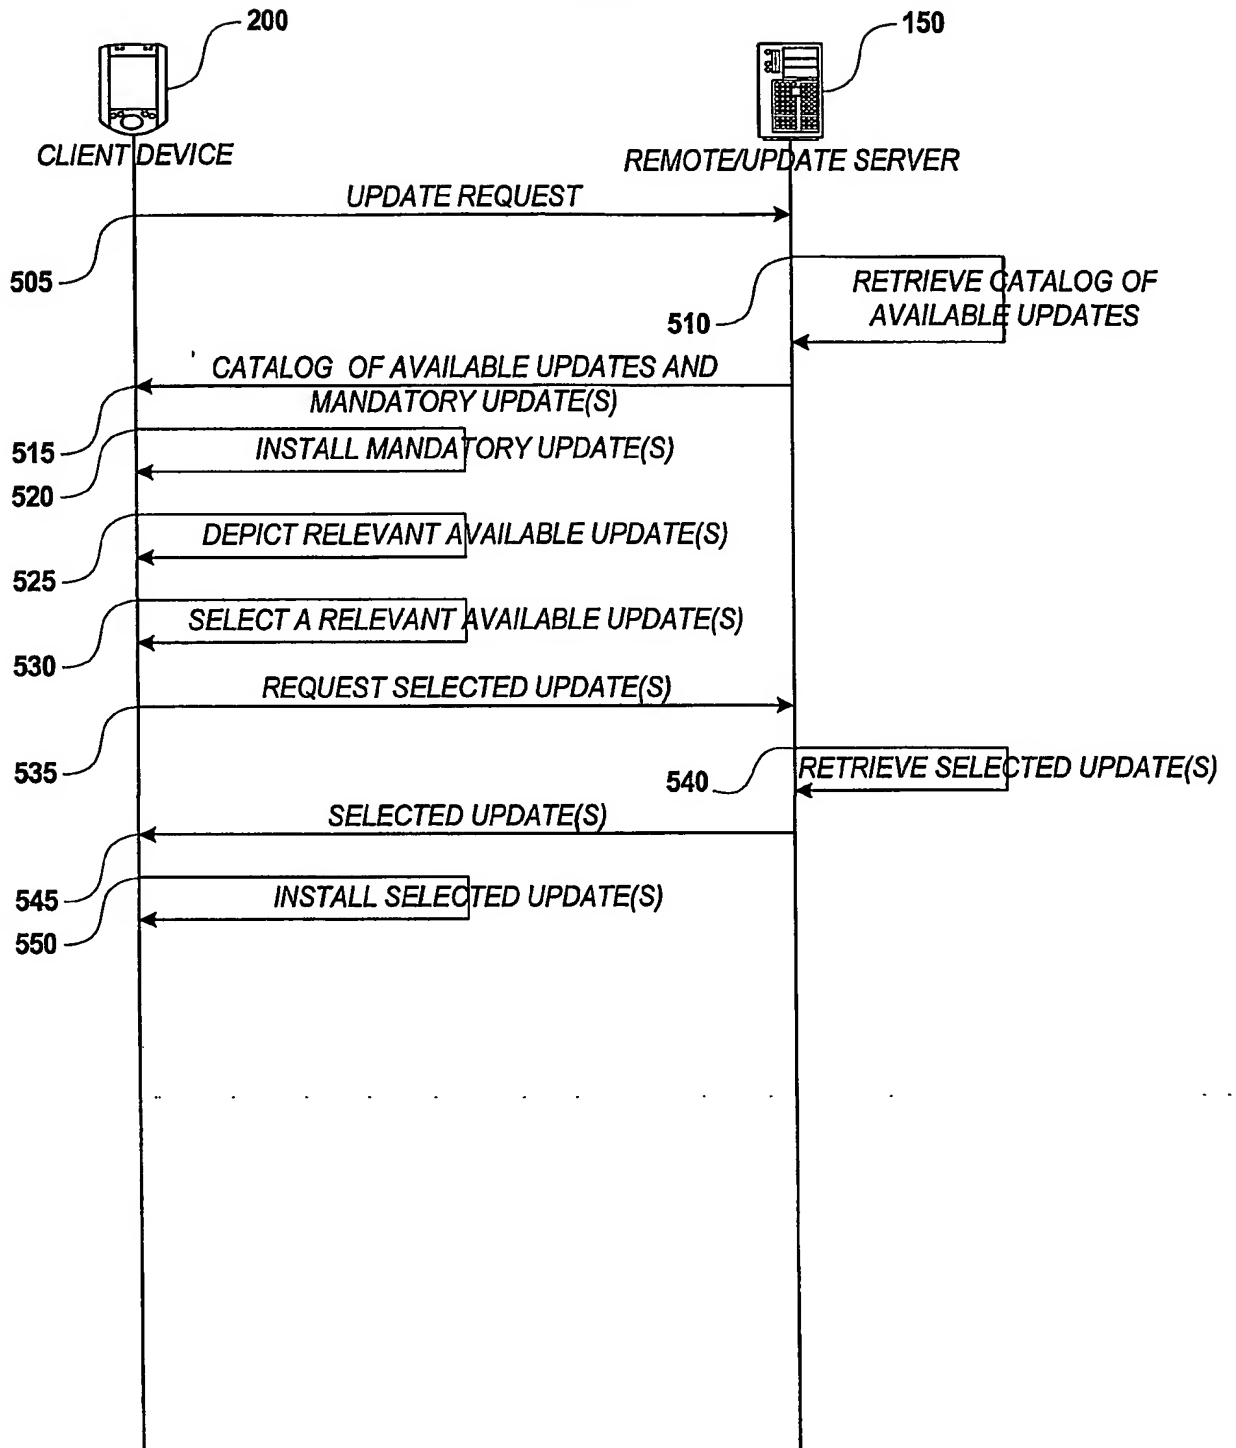 200
150
CLIENT DEVICE
REMOTE/UPDATE SERVER
UPDATE REQUEST
505
RETRIEVE CATALOG OF
AVAILABLE UPDATES
510
CATALOG OF AVAILABLE UPDATES AND
MANDATORY UPDATE(S)
515
INSTALL MANDATORY UPDATE(S)
520
DEPICT RELEVANT AVAILABLE UPDATE(S)
525
SELECT A RELEVANT AVAILABLE UPDATE(S)
530
REQUEST SELECTED UPDATE(S)
535
540
RETRIEVE SELECTED UPDATE(S)
SELECTED UPDATE(S)
545
INSTALL SELECTED UPDATE(S)
550